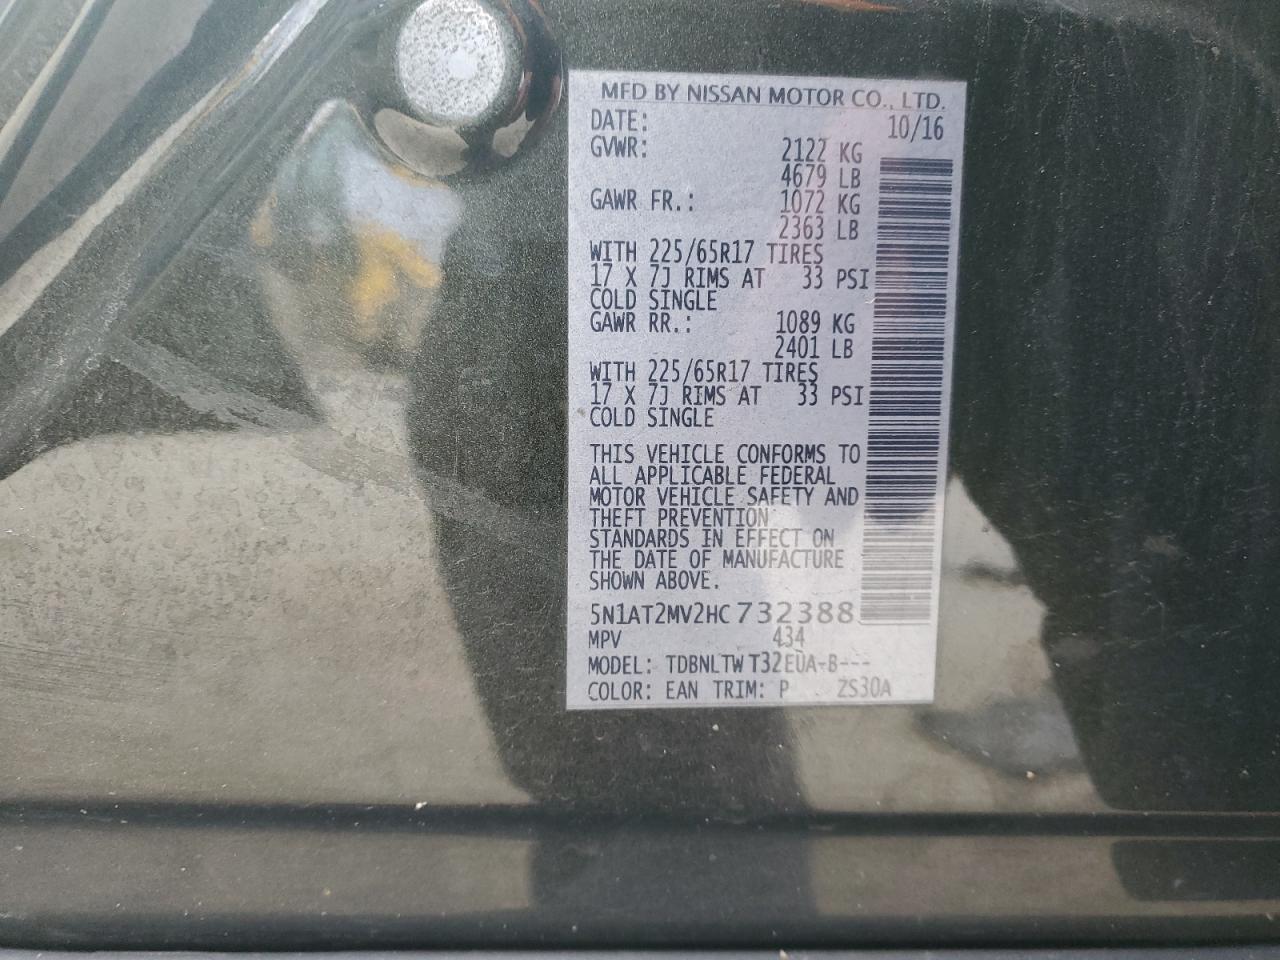 MFD BY NISSAN MOTOR CO., LTD.
DATE: 10/16
GVWR: 2122 KG
4679 LB
GAWR FR.: 1072 KG
2363 LB
WITH 225/65R17 TIRES
17 X 7J RIMS AT 33 PSI
COLD SINGLE
GAWR RR.: 1089 KG
2401 LB
WITH 225/65R17 TIRES
17 X 7J RIMS AT 33 PSI
COLD SINGLE
THIS VEHICLE CONFORMS TO
ALL APPLICABLE FEDERAL
MOTOR VEHICLE SAFETY AND
THEFT PREVENTION
STANDARDS IN EFFECT ON
THE DATE OF MANUFACTURE
SHOWN ABOVE.
5N1AT2MV2HC732388
MPV 434
MODEL: TDBNLTWT32EUA-B---
COLOR: EAN TRIM: P ZS30A